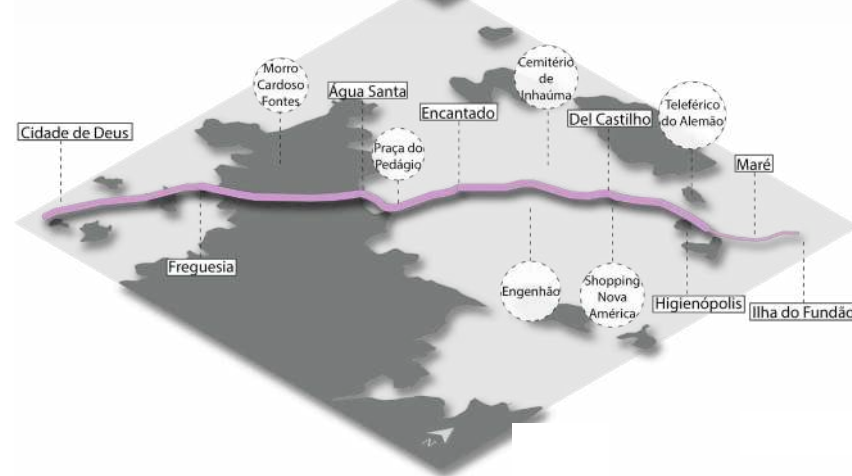 Morro
Cardoso
Fontes
Água Santa
Cemitério
de
Inhaúma
Encantado
Del Castilho
Teleférico
do Alemão
Cidade de Deus
Praça do
Pedágio
Maré
Freguesia
Engenhão
Shopping
Nova
América
Higienópolis
Ilha do Fundão
N